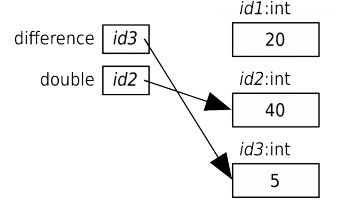 id1:int
20
difference id3
double id2
id2:int
40
id3:int
5